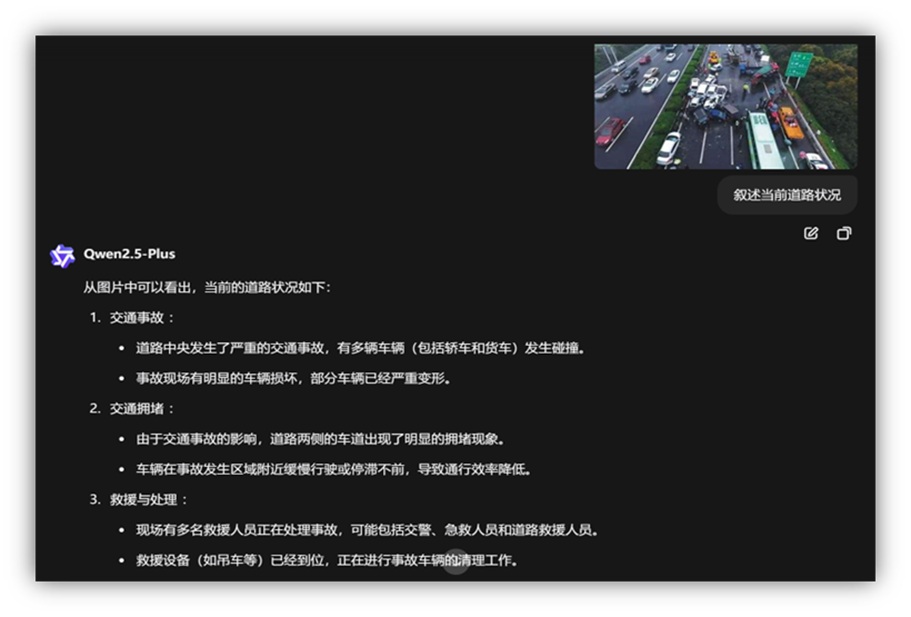 叙述当前道路状况
Qwen2.5-Plus
从图片中可以看出，当前的道路状况如下：
1. 交通事故：
• 道路中央发生了严重的交通事故，有多辆车辆（包括轿车和货车）发生碰撞。
• 事故现场有明显的车辆损坏，部分车辆已经严重变形。
2. 交通拥堵：
• 由于交通事故的影响，道路两侧的车道出现了明显的拥堵现象。
• 车辆在事故发生区域附近缓慢行驶或停滞不前，导致通行效率降低。
3. 救援与处理：
• 现场有多名救援人员正在处理事故，可能包括交警、急救人员和道路救援人员。
• 救援设备（如吊车等）已经到位，正在进行事故车辆的清理工作。